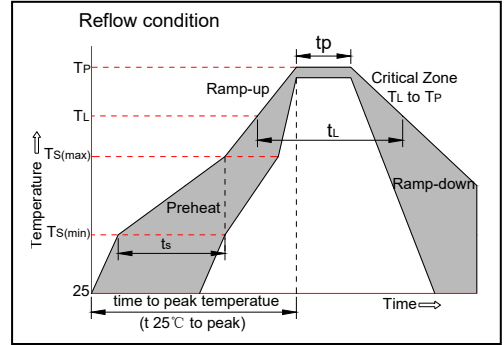 Reflow condition
tp
TP
Ramp-up
Critical Zone
TL to TP
TL
tL
TS(max)
Temperature
Preheat
Ramp-down
TS(min)
ts
25
time to peak temperatue
Time
(t 25℃ to peak)